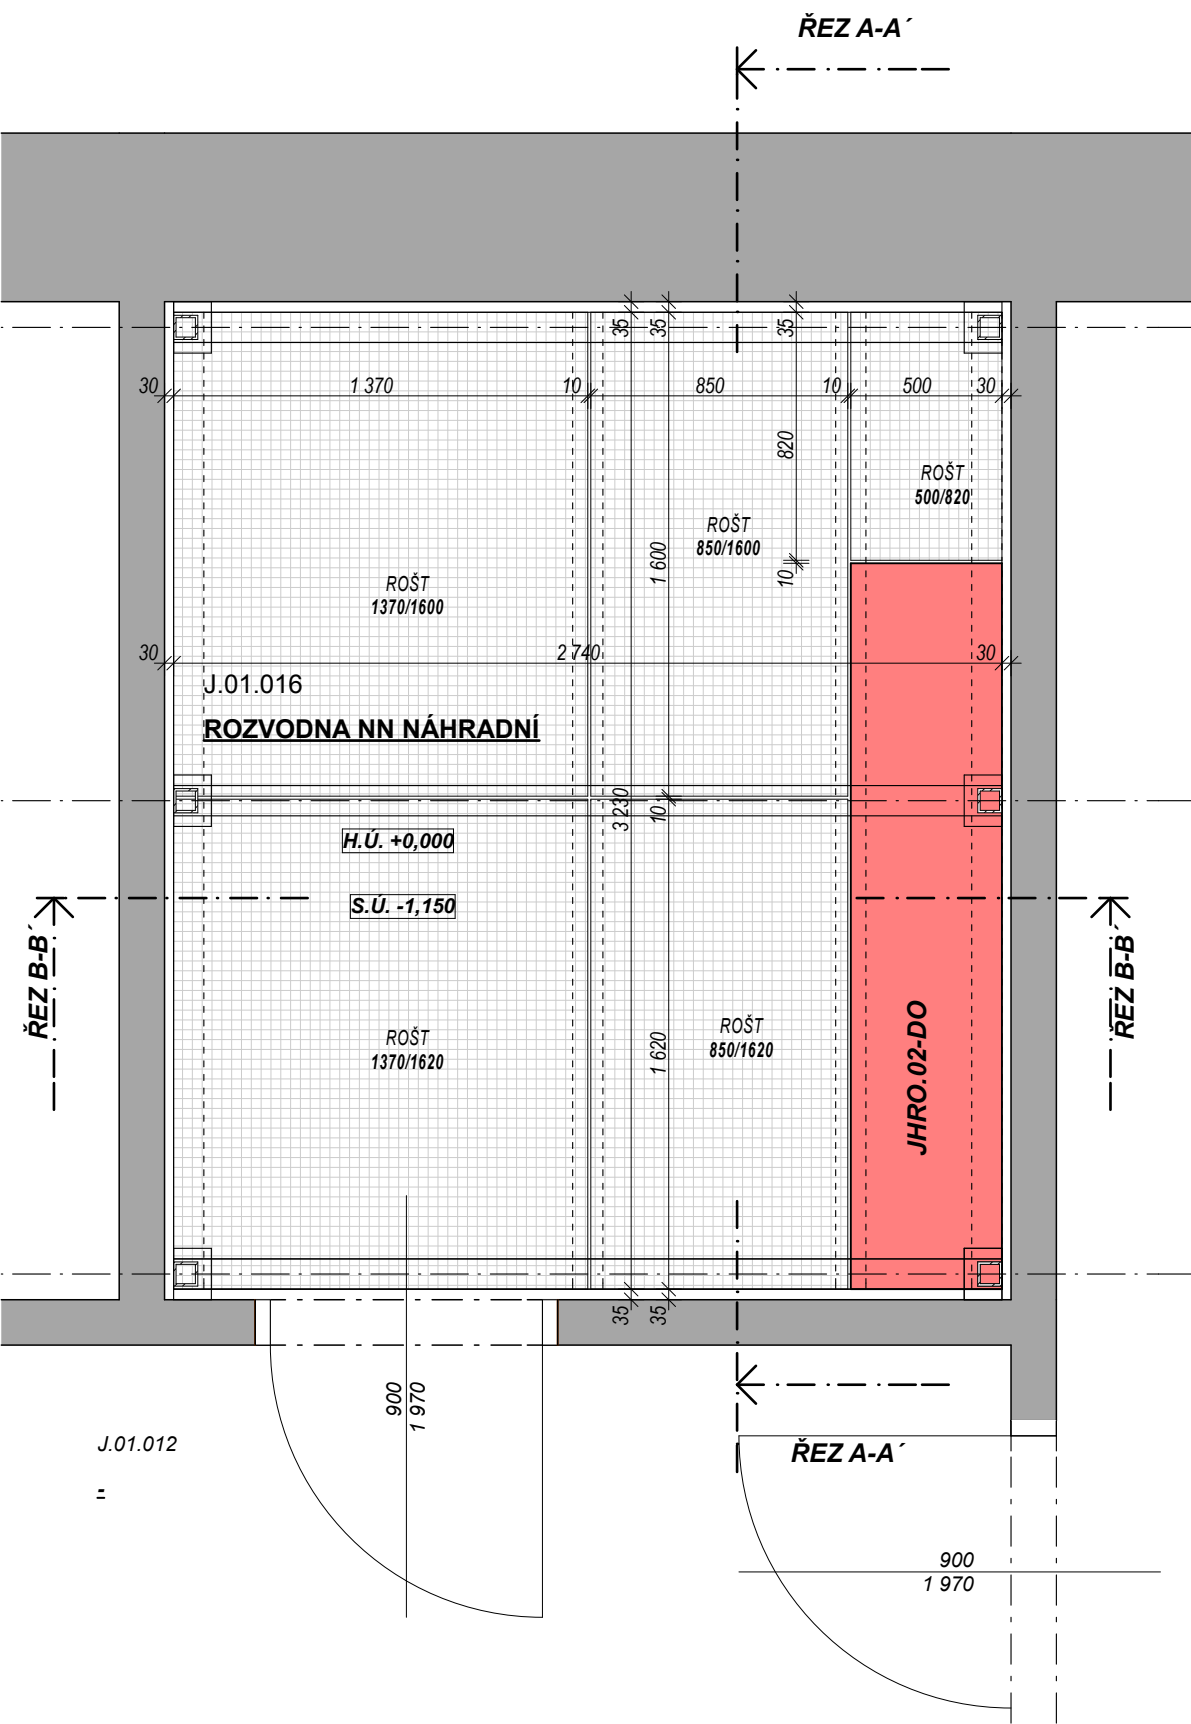 ŘEZ A-A´
35
35
35
30
1 370
10
850
10
500
30
820
ROŠT
500/820
ROŠT
850/1600
1 600
10
ROŠT
1370/1600
30
2 740
30
J.01.016
ROZVODNA NN NÁHRADNÍ
3 230
10
H.Ú. +0,000
S.Ú. -1,150
ŘEZ B-B´
ŘEZ B-B´
ROŠT
1370/1620
1 620
ROŠT
850/1620
JHRO.02-DO
35
35
900
1 970
J.01.012
-
ŘEZ A-A´
900
1 970